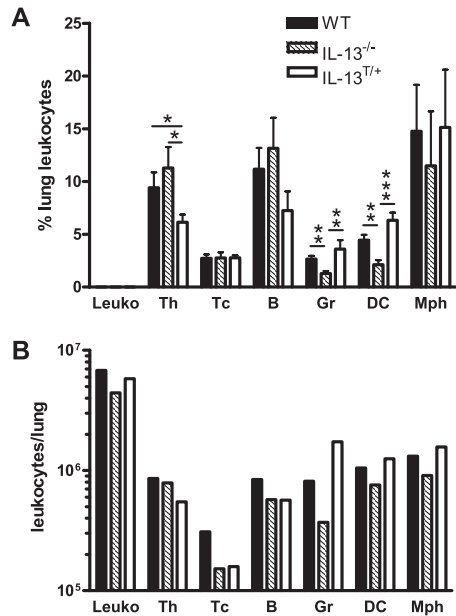 A
WT
IL-13-/-
IL-13T/+
% lung leukocytes
25
20
15
10
5
0
*
*
**
**
**
***
Leuko Th Tc B Gr DC Mph
B
leukocytes/lung
10^7
10^6
10^5
Leuko Th Tc B Gr DC Mph